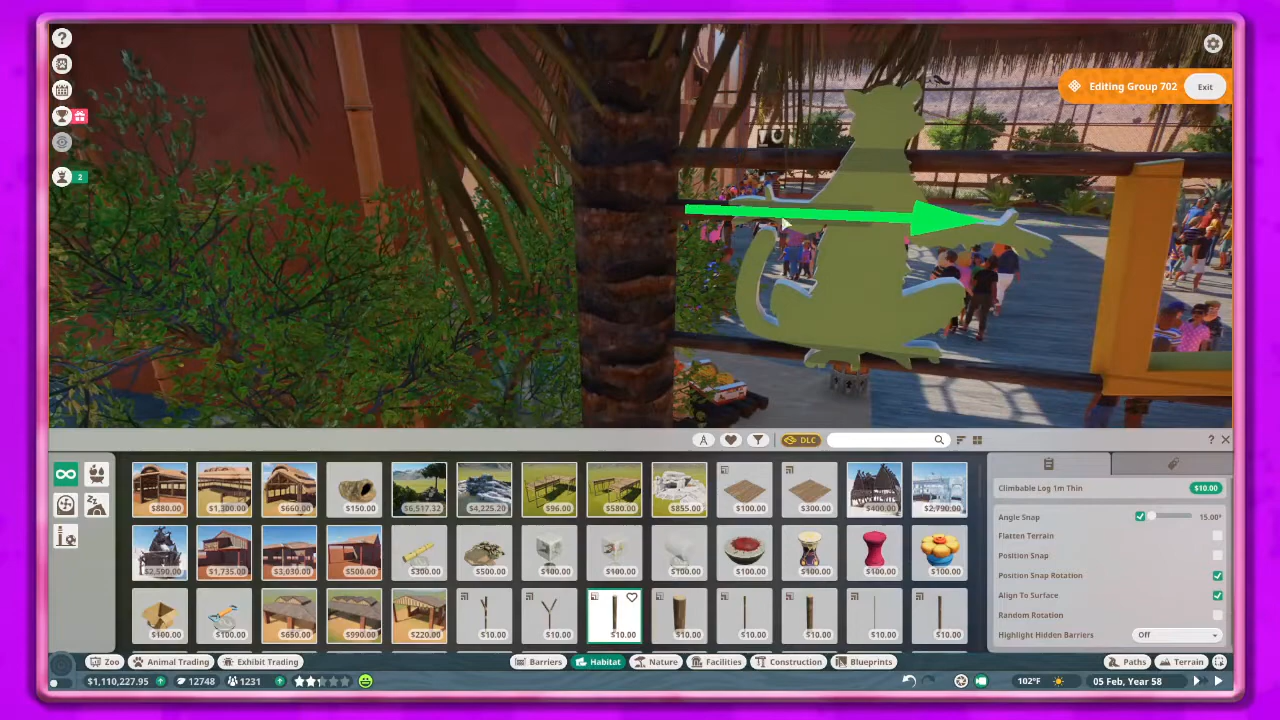 ?
Editing Group 702 Exit
2
DLC
? ×
$880.00 $1,300.00 $660.00 $150.00 $6,517.32 $4,225.20 $96.00 $580.00 $855.00 $100.00 $300.00 $400.00 $2,790.00
$2,590.00 $1,735.00 $3,030.00 $500.00 $300.00 $500.00 $100.00 $100.00 $100.00 $100.00 $100.00 $100.00 $100.00
$100.00 $100.00 $650.00 $990.00 $220.00 $10.00 $10.00 $10.00 $10.00 $10.00 $10.00 $10.00 $10.00
Climbable Log 1m Thin $10.00
Angle Snap 15.00°
Flatten Terrain
Position Snap
Position Snap Rotation
Align To Surface
Random Rotation
Highlight Hidden Barriers Off
Zoo Animal Trading Exhibit Trading Barriers Habitat Nature Facilities Construction Blueprints Paths Terrain
$1,110,227.95 12748 1231 102°F 05 Feb, Year 58